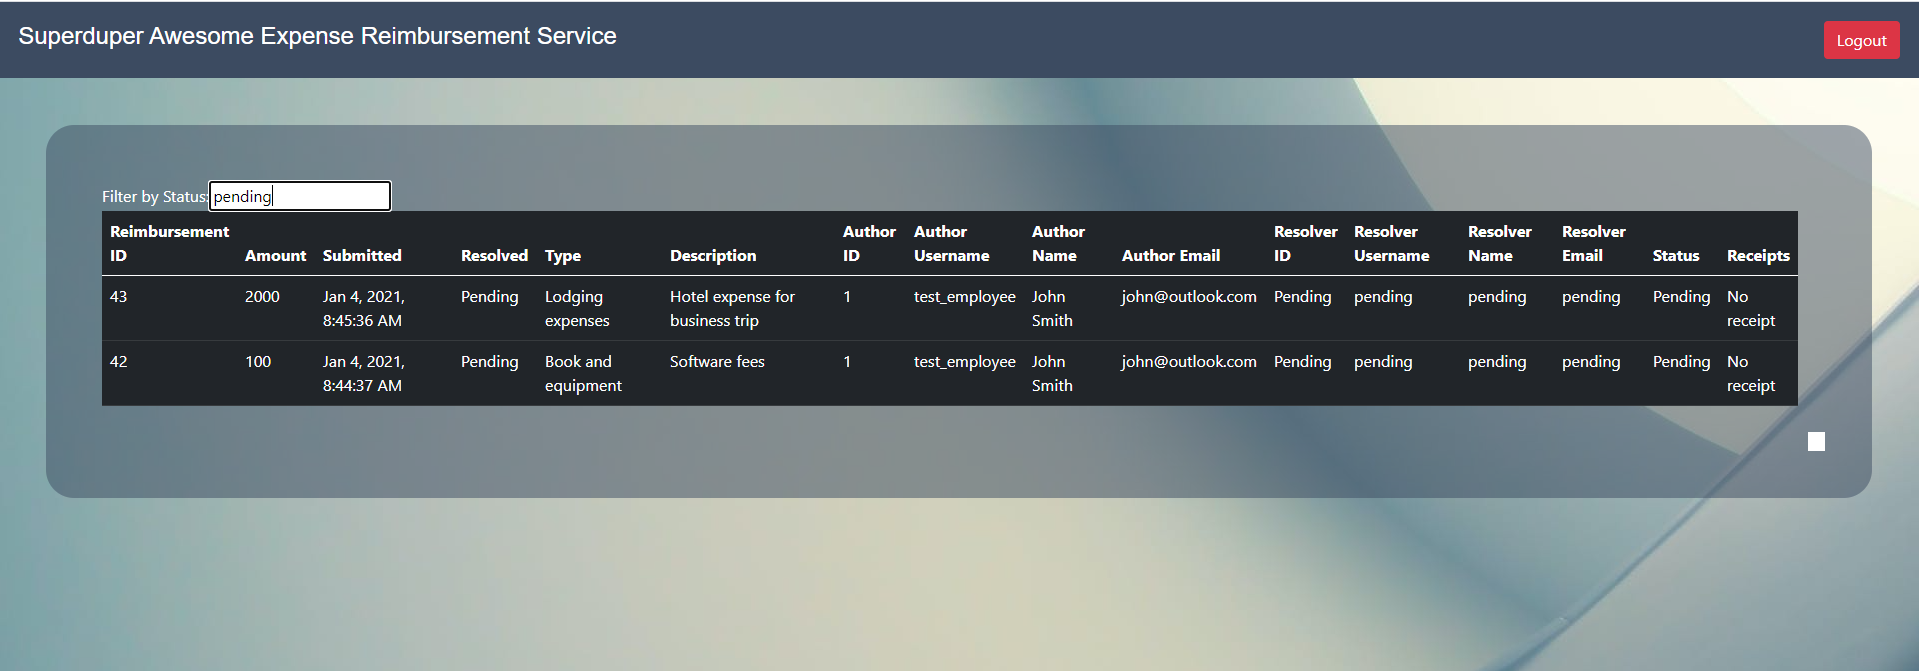 Superduper Awesome Expense Reimbursement Service
Logout
Filter by Status: pending
Reimbursement ID Amount Submitted Resolved Type Description Author ID Author Username Author Name Author Email Resolver ID Resolver Username Resolver Name Resolver Email Status Receipts
43 2000 Jan 4, 2021, 8:45:36 AM Pending Lodging expenses Hotel expense for business trip 1 test_employee John Smith john@outlook.com Pending pending pending pending Pending No receipt
42 100 Jan 4, 2021, 8:44:37 AM Pending Book and equipment Software fees 1 test_employee John Smith john@outlook.com Pending pending pending pending Pending No receipt